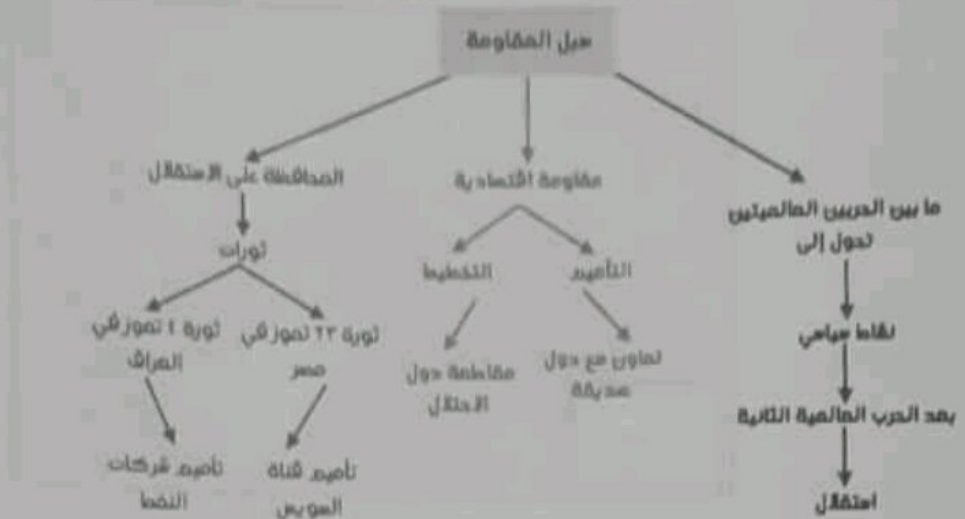 سبل المقاومة
ما بين الحربين العالميتين
تحول إلى
نشاط سياسي
بعد الحرب العالمية الثانية
استقلال
مقاومة اقتصادية
التأميم
تعاون مع دول
صديقة
التخطيط
مقاطعة دول
الاحتلال
المحافظة على الاستقلال
ثورات
ثورة ٢٣ تموز في
مصر
تأميم قناة
السويس
ثورة ٤ تموز في
العراق
تأميم شركات
النفط